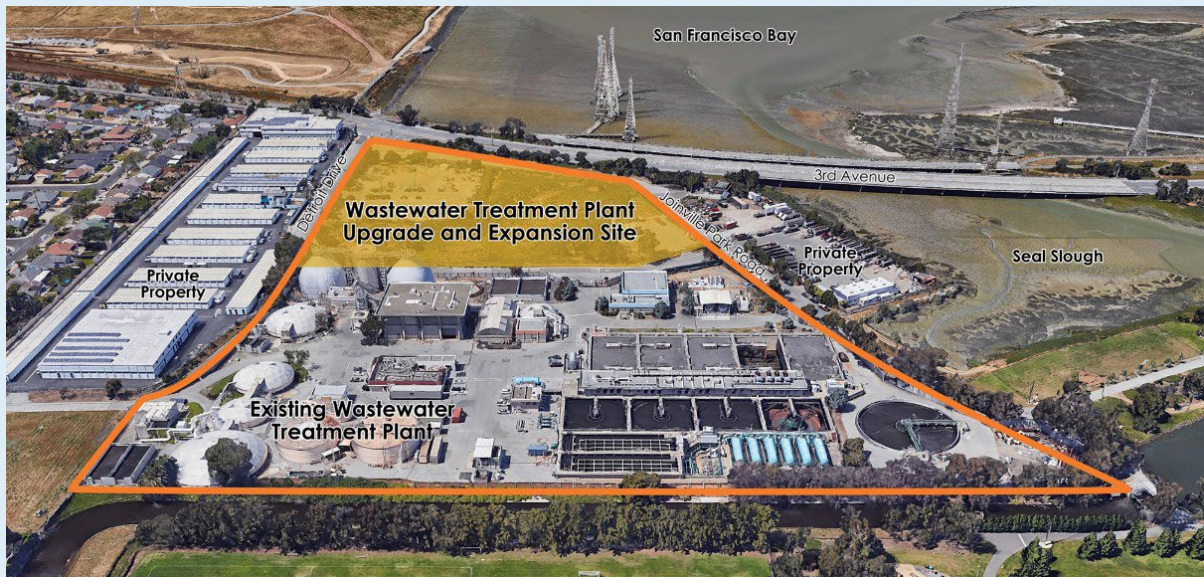 San Francisco Bay
3rd Avenue
Detroit Drive
Joinville Park Road
Wastewater Treatment Plant
Upgrade and Expansion Site
Private
Property
Private
Property
Seal Slough
Existing Wastewater
Treatment Plant